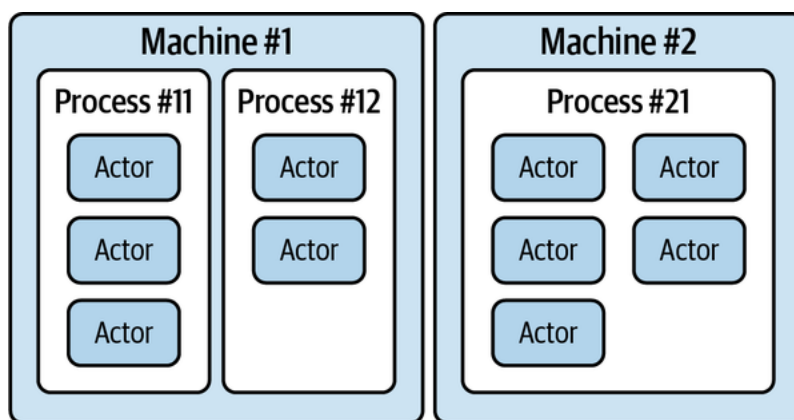 Machine #1
Process #11
Actor
Actor
Actor
Process #12
Actor
Actor
Machine #2
Process #21
Actor Actor
Actor Actor
Actor